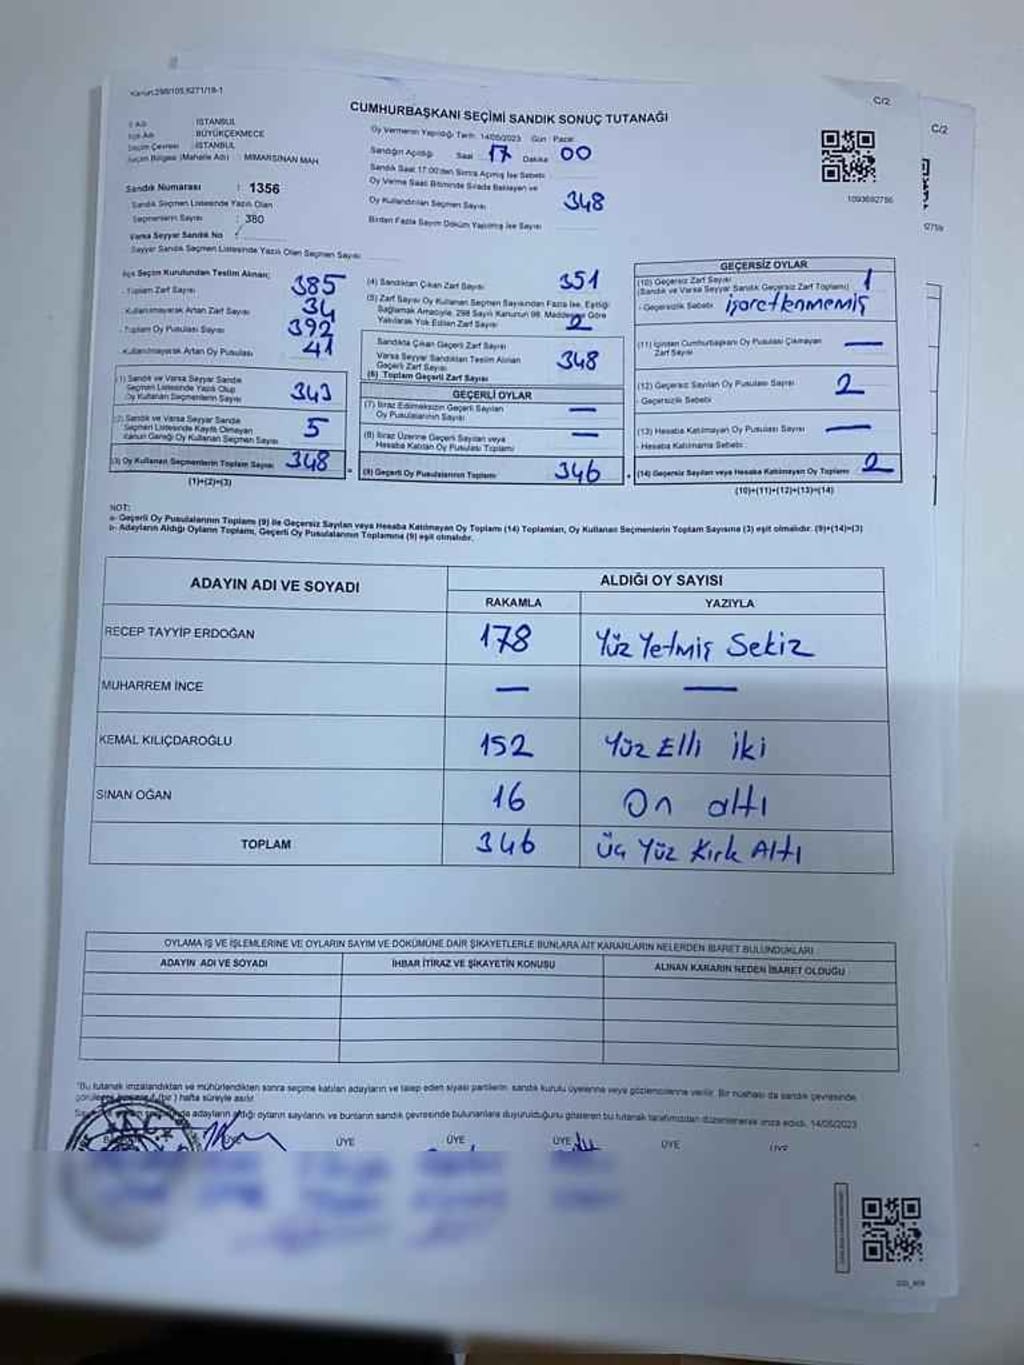 Kanun:298/105,6271/18-1
C/2
CUMHURBAŞKANI SEÇİMİ SANDIK SONUÇ TUTANAĞI
İl Adı : İSTANBUL
İlçe Adı : BÜYÜKÇEKMECE
Seçim Çevresi : İSTANBUL
Seçim Bölgesi (Mahalle Adı) : MİMARSİNAN MAH
Sandık Numarası : 1356
Sandık Seçmen Listesinde Yazılı Olan
Seçmenlerin Sayısı : 380
Varsa Seyyar Sandık No :
Seyyar Sandık Seçmen Listesinde Yazılı Olan Seçmen Sayısı
Oy Vermenin Yapıldığı Tarih: 14/05/2023 Gün : Pazar
Sandığın Açıldığı Saat 17 Dakika 00
Sandık Saat 17:00'den Sonra Açılmış İse Sebebi
Oy Verme Saati Bitiminde Sırada Bekleyen ve
Oy Kullandırılan Seçmen Sayısı 348
Birden Fazla Sayım Döküm Yapılmış İse Sayısı
1093692756
C/2
İlçe Seçim Kurulundan Teslim Alınan;
- Toplam Zarf Sayısı 385
- Kullanılmayarak Artan Zarf Sayısı 34
- Toplam Oy Pusulası Sayısı 392
- Kullanılmayarak Artan Oy Pusulası 41
(1) Sandık ve Varsa Seyyar Sandık
Seçmen Listesinde Yazılı Olup
Oy Kullanan Seçmenlerin Sayısı 343
(2) Sandık ve Varsa Seyyar Sandık
Seçmen Listesinde Kayıtlı Olmayan
Kanun Gereği Oy Kullanan Seçmen Sayısı 5
(3) Oy Kullanan Seçmenlerin Toplam Sayısı 348
(1)+(2)=(3)
(4) Sandıktan Çıkan Zarf Sayısı 351
(5) Zarf Sayısı Oy Kullanan Seçmen Sayısından Fazla İse, Eşitliği
Sağlamak Amacıyla, 298 Sayılı Kanunun 98. Maddesine Göre
Yakılarak Yok Edilen Zarf Sayısı 2
Sandıkta Çıkan Geçerli Zarf Sayısı
Varsa Seyyar Sandıktan Teslim Alınan
Geçerli Zarf Sayısı
(6) Toplam Geçerli Zarf Sayısı 348
GEÇERLİ OYLAR
(7) İtiraz Edilmeksizin Geçerli Sayılan
Oy Pusulalarının Sayısı —
(8) İtiraz Üzerine Geçerli Sayılan veya
Hesaba Katılan Oy Pusulası Toplamı —
(9) Geçerli Oy Pusulalarının Toplamı 346
GEÇERSİZ OYLAR
(10) Geçersiz Zarf Sayısı
(Sandık ve Varsa Seyyar Sandık Geçersiz Zarf Toplamı) 1
- Geçersizlik Sebebi : işaretlenmemiş
(11) İçinden Cumhurbaşkanı Oy Pusulası Çıkmayan
Zarf Sayısı —
(12) Geçersiz Sayılan Oy Pusulası Sayısı 2
- Geçersizlik Sebebi
(13) Hesaba Katılmayan Oy Pusulası Sayısı —
- Hesaba Katılmama Sebebi :
(14) Geçersiz Sayılan veya Hesaba Katılmayan Oy Toplamı 2
(10)+(11)+(12)+(13)=(14)
NOT:
a- Geçerli Oy Pusulalarının Toplamı (9) ile Geçersiz Sayılan veya Hesaba Katılmayan Oy Toplamı (14) Toplamları, Oy Kullanan Seçmenlerin Toplam Sayısına (3) eşit olmalıdır. (9)+(14)=(3)
b- Adayların Aldığı Oyların Toplamı, Geçerli Oy Pusulalarının Toplamına (9) eşit olmalıdır.
ADAYIN ADI VE SOYADI ALDIĞI OY SAYISI
RAKAMLA YAZIYLA
RECEP TAYYİP ERDOĞAN 178 Yüz Yetmiş Sekiz
MUHARREM İNCE — —
KEMAL KILIÇDAROĞLU 152 Yüz Elli iki
SİNAN OĞAN 16 On altı
TOPLAM 346 Üç Yüz Kırk Altı
OYLAMA İŞ VE İŞLEMLERİNE VE OYLARIN SAYIM VE DÖKÜMÜNE DAİR ŞİKAYETLERLE BUNLARA AİT KARARLARIN NELERDEN İBARET BULUNDUKLARI
ADAYIN ADI VE SOYADI İHBAR İTİRAZ VE ŞİKAYETİN KONUSU ALINAN KARARIN NEDEN İBARET OLDUĞU
*Bu tutanak imzalandıktan ve mühürlendikten sonra seçime katılan adayların ve talep eden siyasi partilerin, sandık kurulu üyelerine veya gözlemcilerine verilir. Bir nüshası da sandık çevresinde
(bir) hafta süreyle asılır.
adayların aldığı oyların sayılarını ve bunların sandık çevresinde bulunanlara duyurulduğunu gösteren bu tutanak tarafımızdan düzenlenerek imza edildi. 14/05/2023
ÜYE ÜYE ÜYE ÜYE ÜYE ÜYE